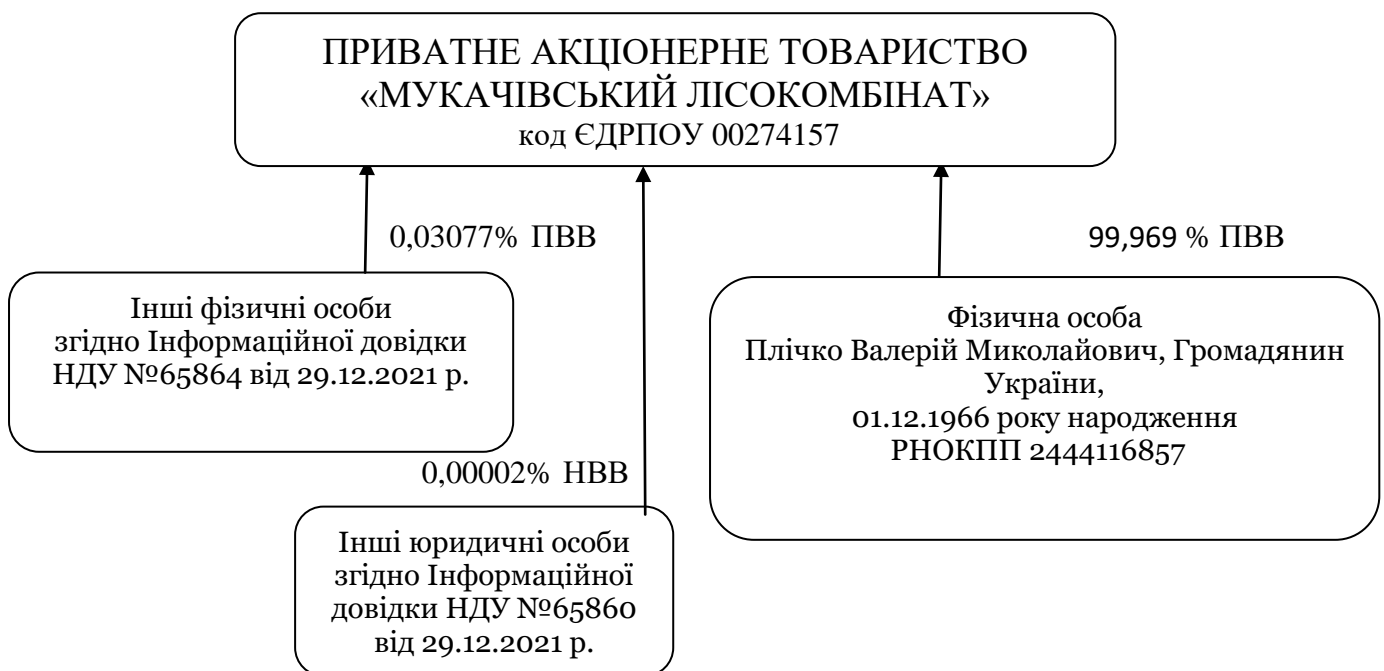 ПРИВАТНЕ АКЦІОНЕРНЕ ТОВАРИСТВО
«МУКАЧІВСЬКИЙ ЛІСОКОМБІНАТ»
код ЄДРПОУ 00274157
0,03077% ПВВ
99,969 % ПВВ
Інші фізичні особи
згідно Інформаційної довідки
НДУ №65864 від 29.12.2021 р.
Фізична особа
Плічко Валерій Миколайович, Громадянин
України,
01.12.1966 року народження
РНОКПП 2444116857
0,00002% НВВ
Інші юридичні особи
згідно Інформаційної
довідки НДУ №65860
від 29.12.2021 р.